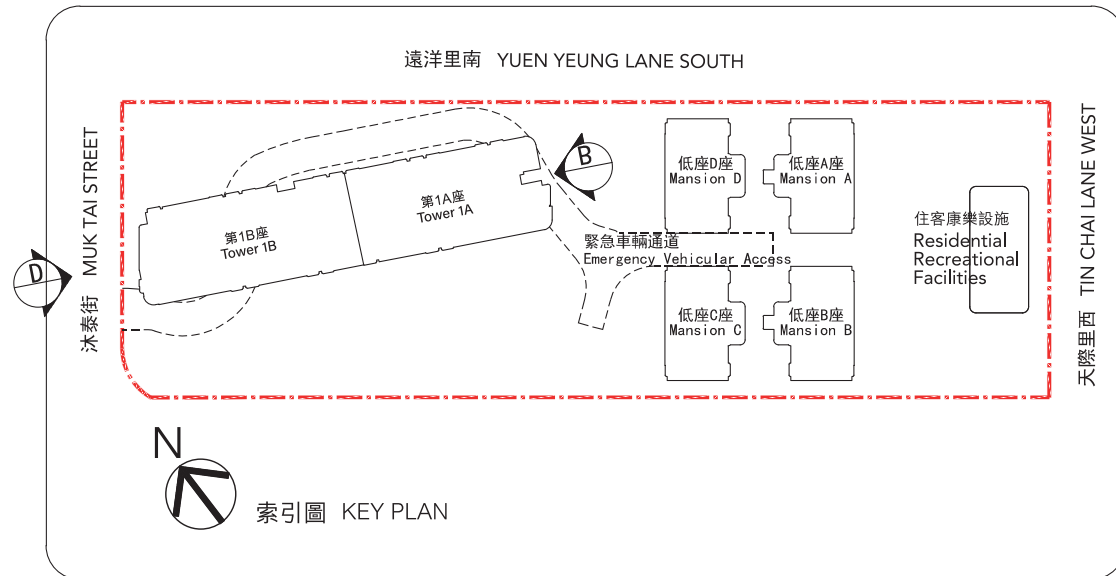 遠洋里南 YUEN YEUNG LANE SOUTH
沐泰街 MUK TAI STREET
天際里西 TIN CHAI LANE WEST
B
D
第1A座
Tower 1A
第1B座
Tower 1B
低座D座
Mansion D
低座A座
Mansion A
緊急車輛通道
Emergency Vehicular Access
低座C座
Mansion C
低座B座
Mansion B
住客康樂設施
Residential
Recreational
Facilities
N
索引圖 KEY PLAN